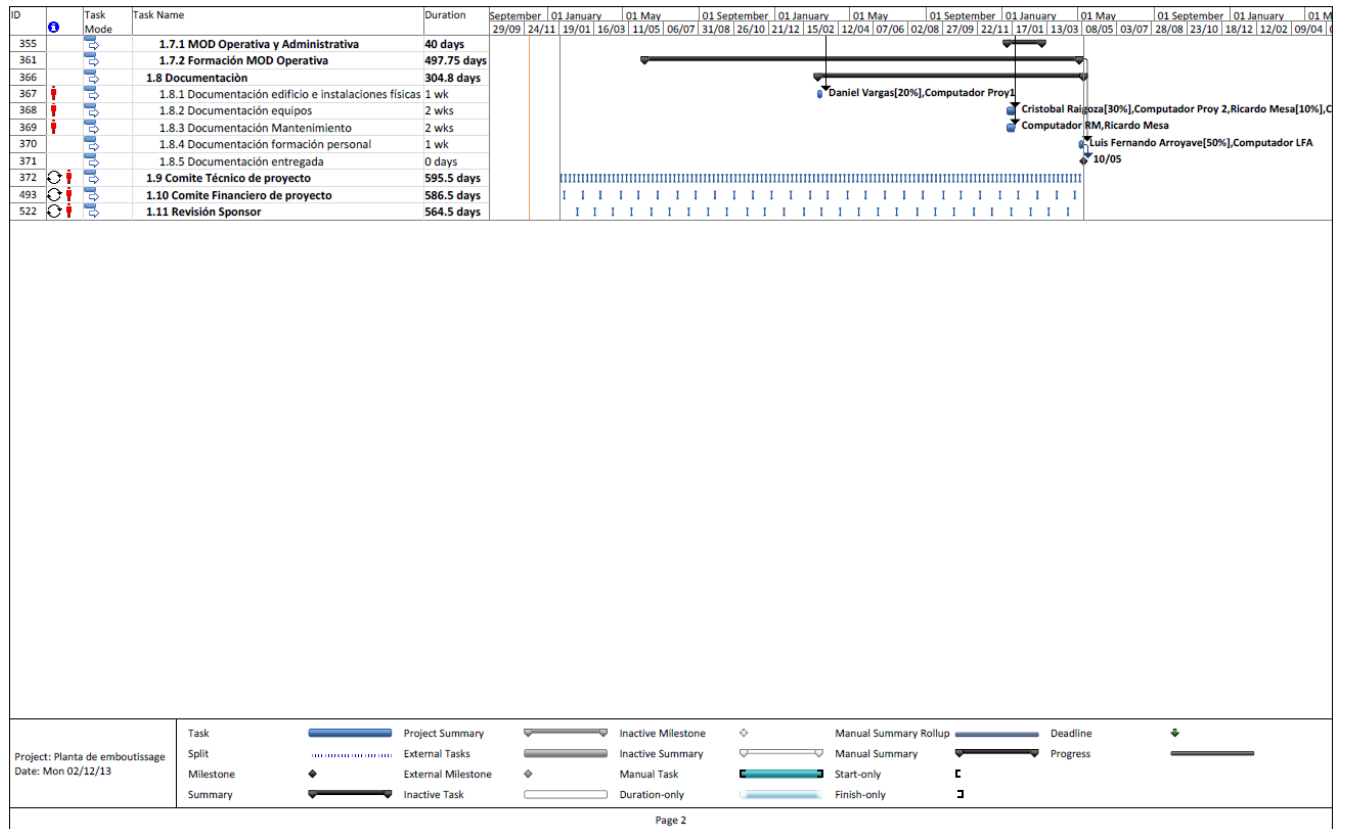 ID Task Mode Task Name Duration September 01 January 01 May 01 September 01 January 01 May 01 September 01 January 01 May 01 September 01 January 01 M
29/09 24/11 19/01 16/03 11/05 06/07 31/08 26/10 21/12 15/02 12/04 07/06 02/08 27/09 22/11 17/01 13/03 08/05 03/07 28/08 23/10 18/12 12/02 09/04
355 1.7.1 MOD Operativa y Administrativa 40 days
361 1.7.2 Formación MOD Operativa 497.75 days
366 1.8 Documentaciòn 304.8 days
367 1.8.1 Documentación edificio e instalaciones físicas 1 wk Daniel Vargas[20%],Computador Proy1
368 1.8.2 Documentación equipos 2 wks Cristobal Raigoza[30%],Computador Proy 2,Ricardo Mesa[10%],C
369 1.8.3 Documentación Mantenimiento 2 wks Computador RM,Ricardo Mesa
370 1.8.4 Documentación formación personal 1 wk Luis Fernando Arroyave[50%],Computador LFA
371 1.8.5 Documentación entregada 0 days 10/05
372 1.9 Comite Técnico de proyecto 595.5 days
493 1.10 Comite Financiero de proyecto 586.5 days
522 1.11 Revisión Sponsor 564.5 days
Project: Planta de emboutissage
Date: Mon 02/12/13
Task Project Summary Inactive Milestone Manual Summary Rollup Deadline
Split External Tasks Inactive Summary Manual Summary Progress
Milestone External Milestone Manual Task Start-only
Summary Inactive Task Duration-only Finish-only
Page 2